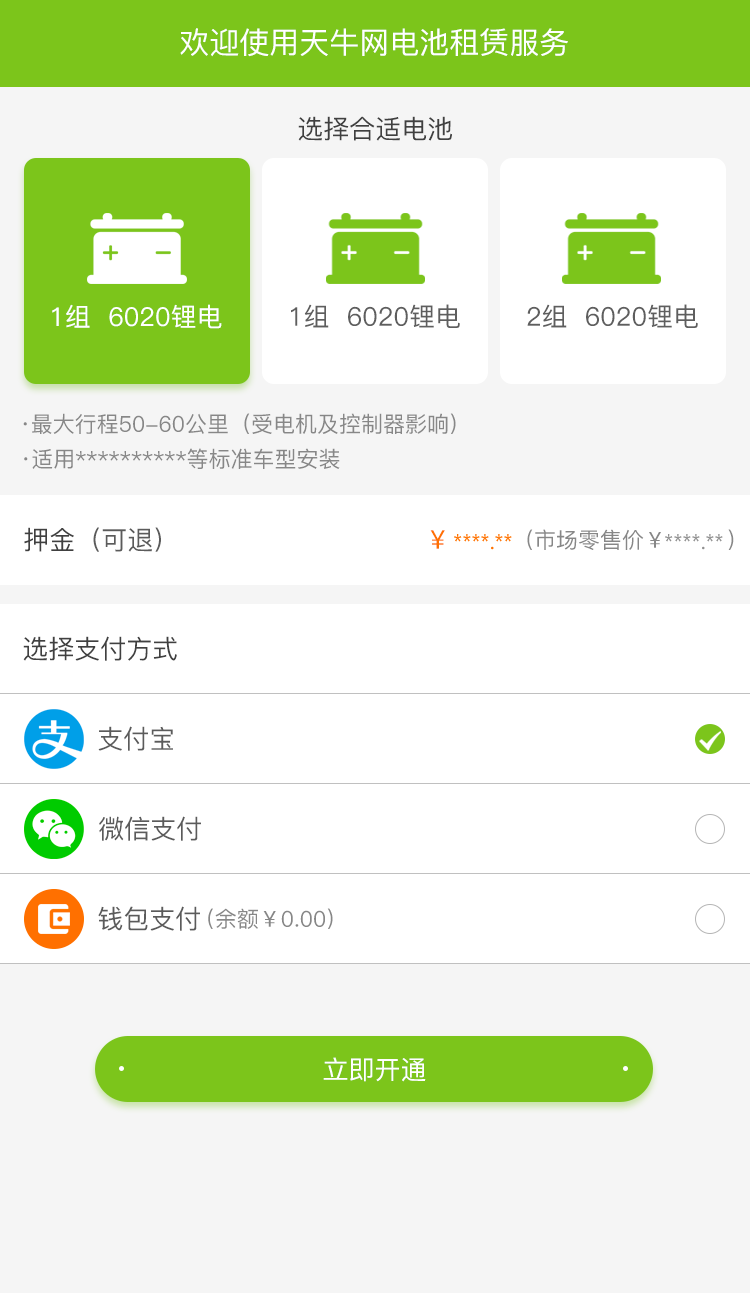 欢迎使用天牛网电池租赁服务
选择合适电池
1组 6020锂电
1组 6020锂电
2组 6020锂电
·最大行程50-60公里（受电机及控制器影响）
·适用**********等标准车型安装
押金（可退） ¥ ****.**（市场零售价￥****.**）
选择支付方式
支付宝
微信支付
钱包支付(余额￥0.00)
· 立即开通 ·